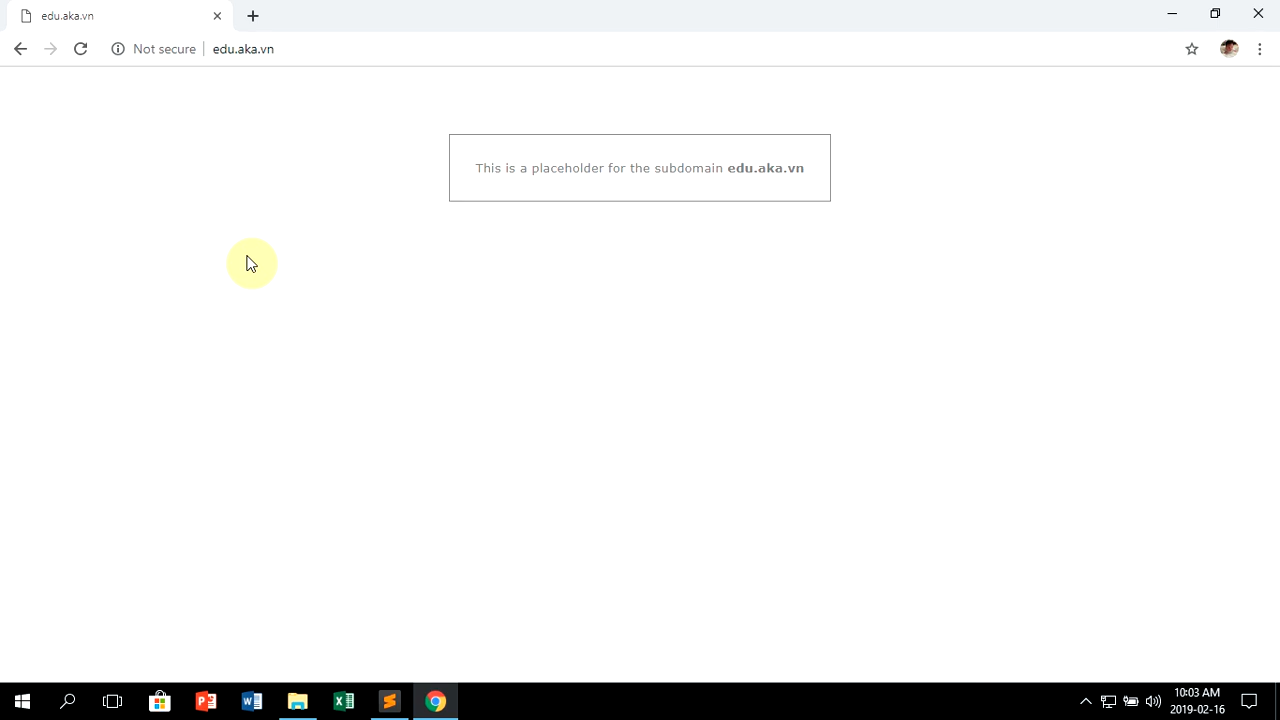 edu.aka.vn
Not secure
edu.aka.vn
This is a placeholder for the subdomain edu.aka.vn
10:03 AM
2019-02-16